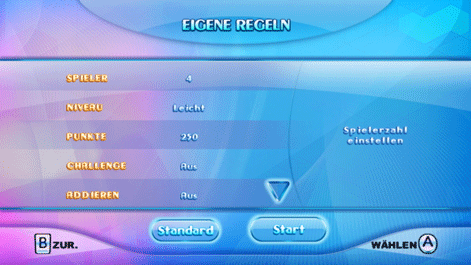 EIGENE REGELN
SPIELER 4
NIVEAU Leicht
PUNKTE 250
CHALLENGE Aus
ADDIEREN Aus
Spielerzahl
einstellen
Standard Start
B ZUR. WÄHLEN A